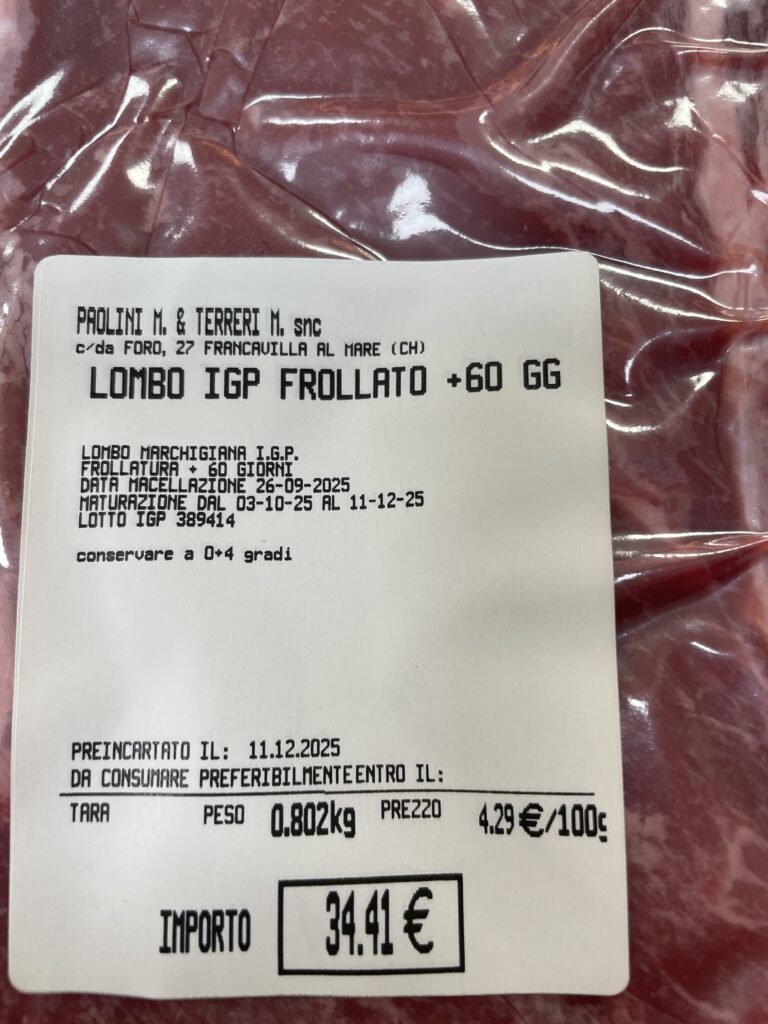 PAOLINI M. & TERRERI M. snc
c/da FORO, 27 FRANCAVILLA AL MARE (CH)
LOMBO IGP FROLLATO +60 GG
LOMBO MARCHIGIANA I.G.P.
FROLLATURA + 60 GIORNI
DATA MACELLAZIONE 26-09-2025
MATURAZIONE DAL 03-10-25 AL 11-12-25
LOTTO IGP 389414
conservare a 0+4 gradi
PREINCARTATO IL: 11.12.2025
DA CONSUMARE PREFERIBILMENTE ENTRO IL:
TARA PESO 0.802kg PREZZO 4.29 €/100g
IMPORTO 34.41 €